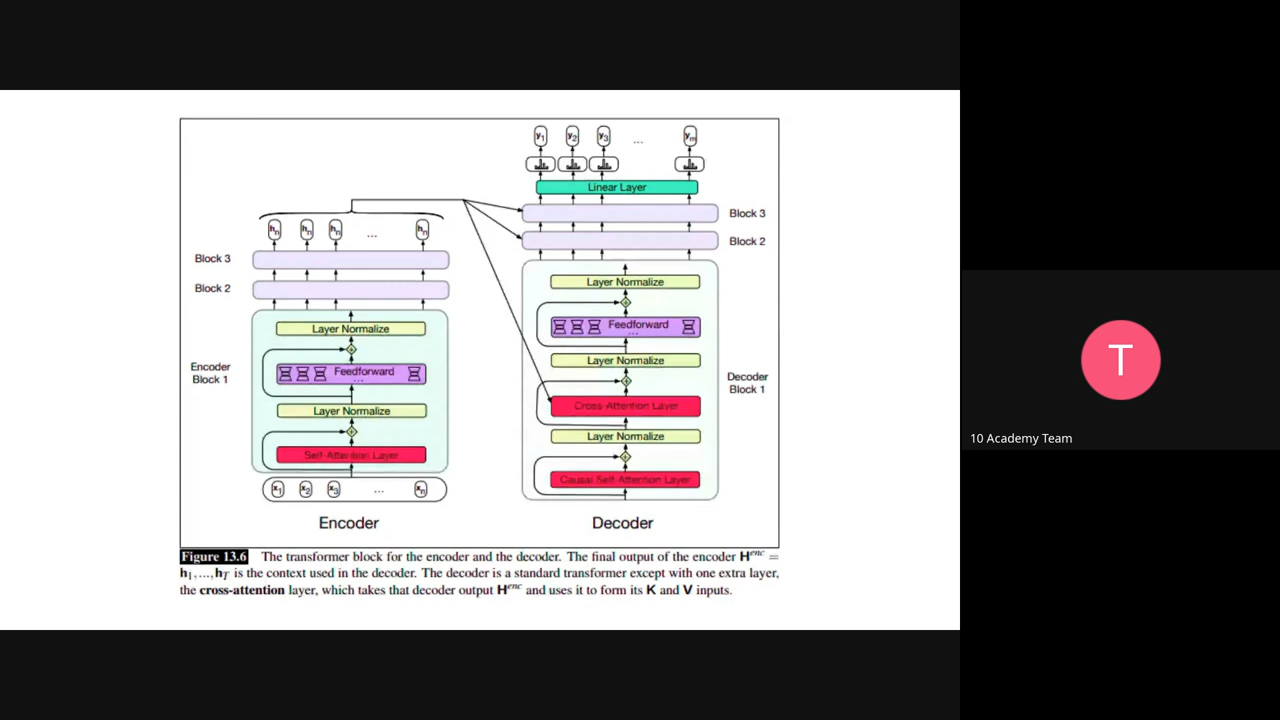 y1 y2 y3 ... ym
Linear Layer
Block 3
Block 2
Layer Normalize
Feedforward
...
Layer Normalize
Cross-Attention Layer
Layer Normalize
Causal Self-Attention Layer
Decoder
Block 1
Decoder
hn hn hn ... hn
Block 3
Block 2
Layer Normalize
Feedforward
...
Layer Normalize
Self-Attention Layer
Encoder
Block 1
x1 x2 x3 ... xn
Encoder
Figure 13.6 The transformer block for the encoder and the decoder. The final output of the encoder H^enc =
h1,...,hT is the context used in the decoder. The decoder is a standard transformer except with one extra layer,
the cross-attention layer, which takes that decoder output H^enc and uses it to form its K and V inputs.
T
10 Academy Team